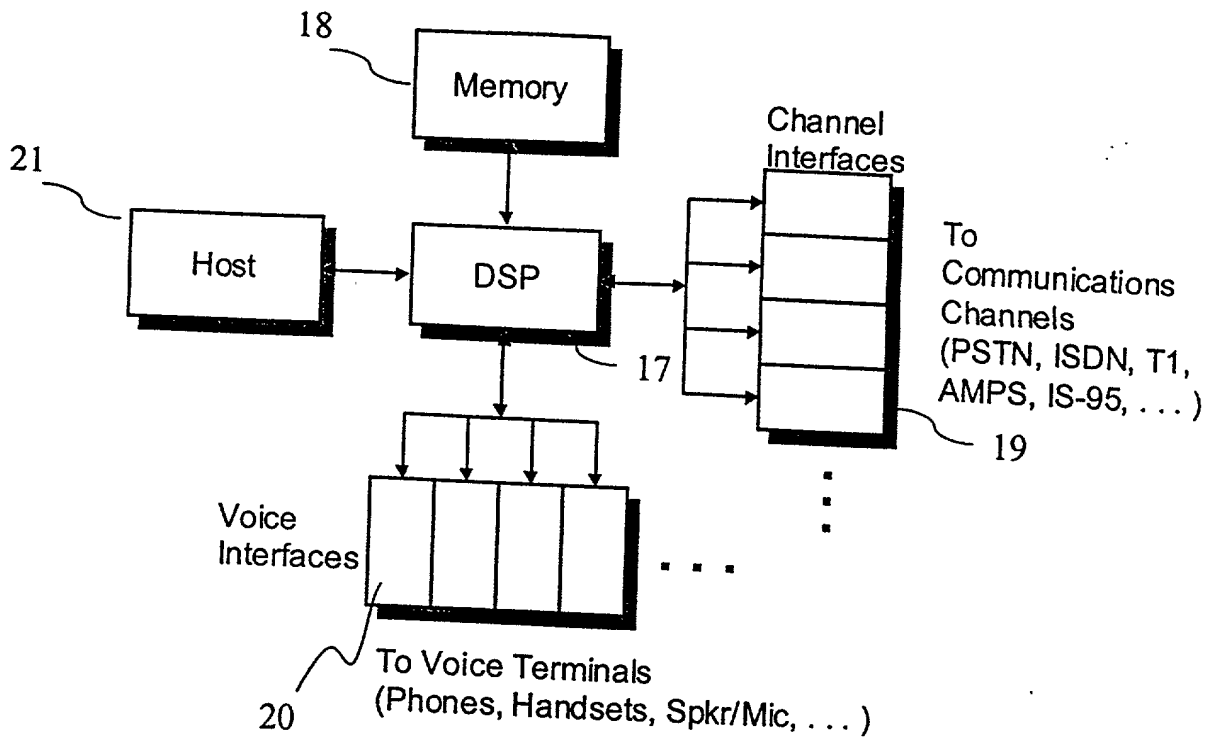 18
Memory
Channel
Interfaces
21
Host
DSP
17
To
Communications
Channels
(PSTN, ISDN, T1,
AMPS, IS-95, . . . )
19
Voice
Interfaces
20
To Voice Terminals
(Phones, Handsets, Spkr/Mic, . . . )